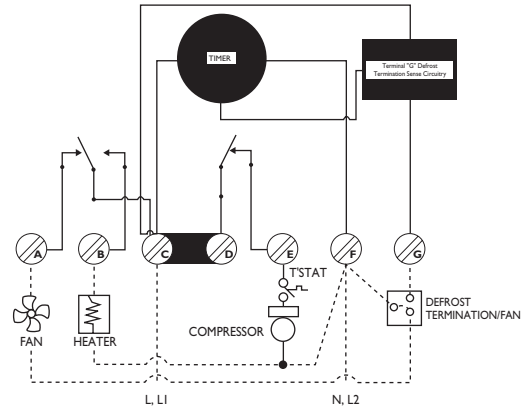 TIMER
Terminal "G" Defrost
Termination Sense Circuitry
A B C D E F G
T'STAT
COMPRESSOR
DEFROST
TERMINATION/FAN
FAN
HEATER
L, L1
N, L2